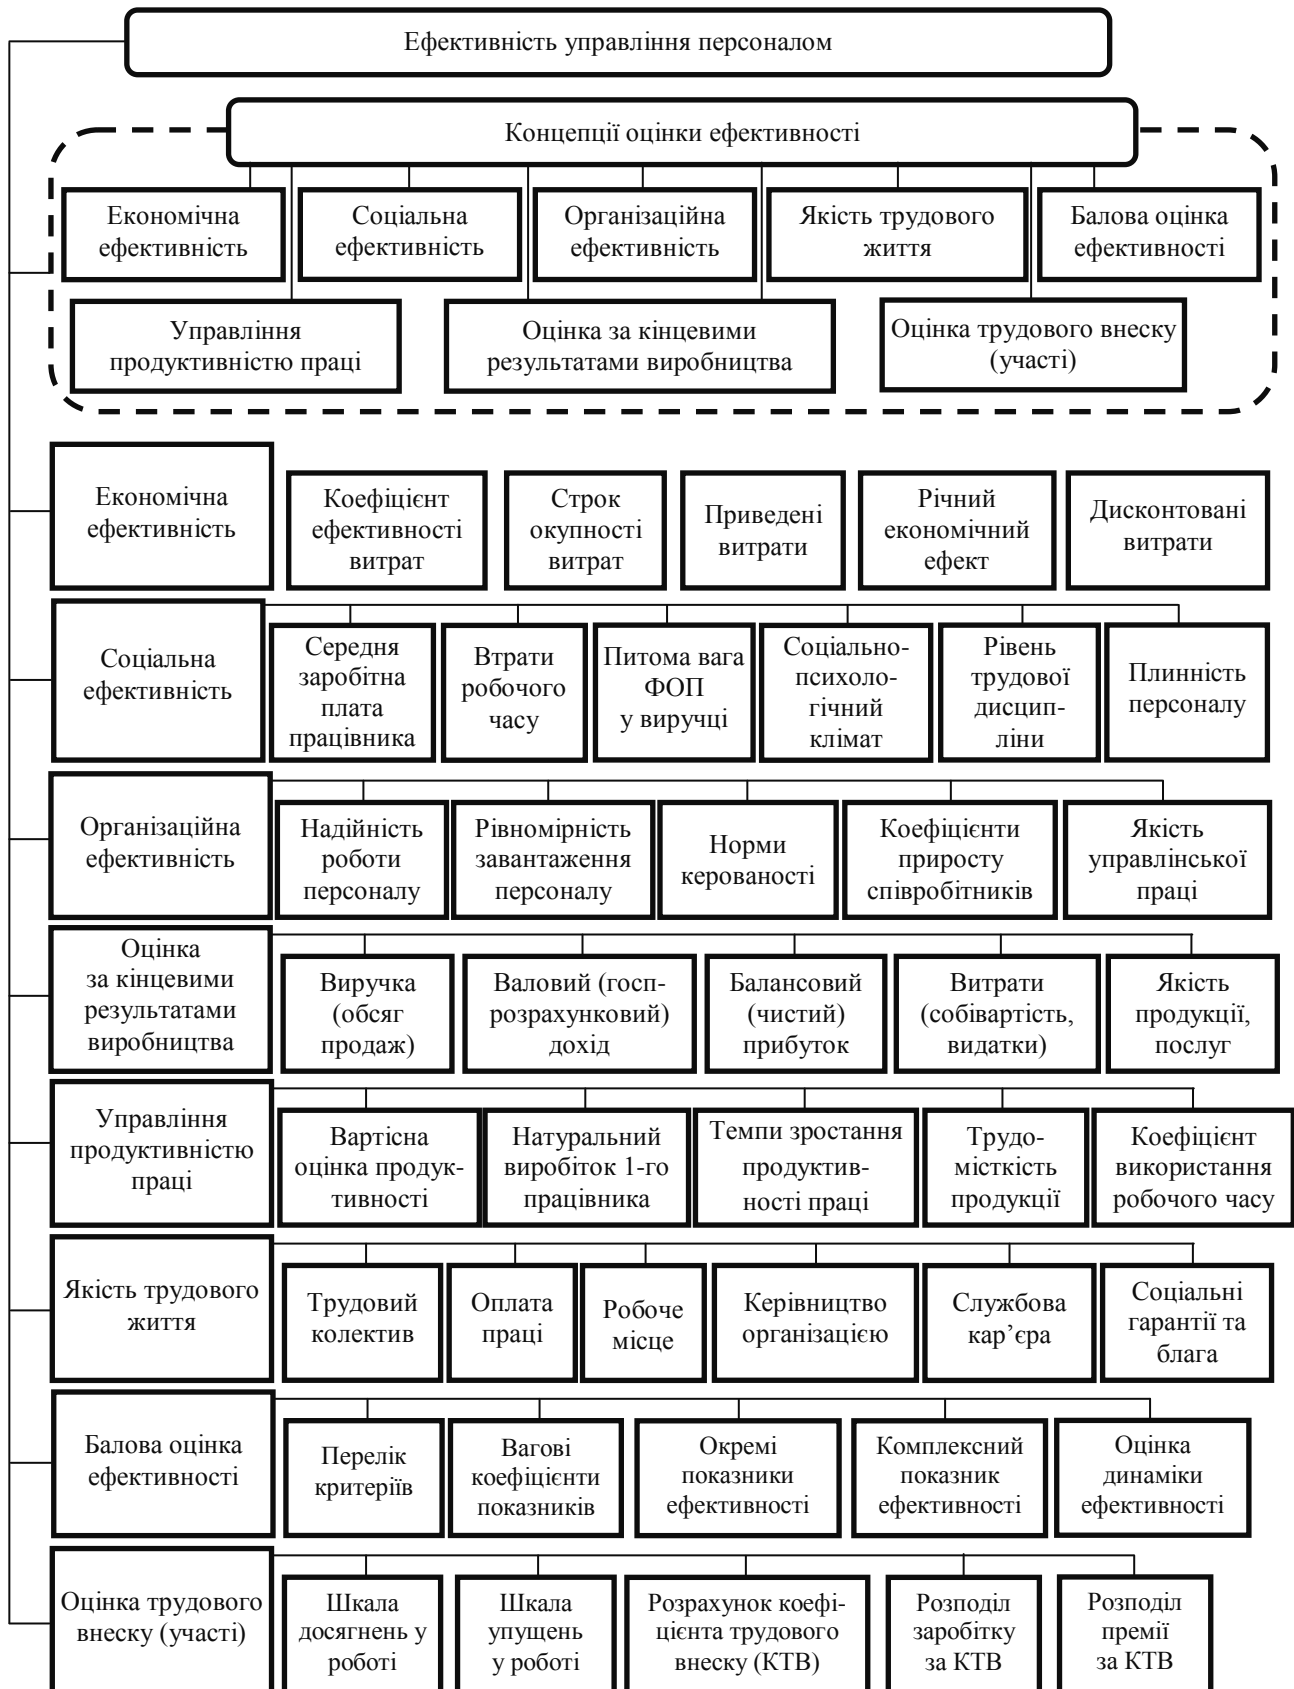 Ефективність управління персоналом
Концепції оцінки ефективності
Економічна
ефективність
Соціальна
ефективність
Організаційна
ефективність
Якість трудового
життя
Балова оцінка
ефективності
Управління
продуктивністю праці
Оцінка за кінцевими
результатами виробництва
Оцінка трудового внеску
(участі)
Економічна
ефективність
Коефіцієнт
ефективності
витрат
Строк
окупності
витрат
Приведені
витрати
Річний
економічний
ефект
Дисконтовані
витрати
Соціальна
ефективність
Середня
заробітна
плата
працівника
Втрати
робочого
часу
Питома вага
ФОП
у виручці
Соціально-
психоло-
гічний
клімат
Рівень
трудової
дисцип-
ліни
Плинність
персоналу
Організаційна
ефективність
Надійність
роботи
персоналу
Рівномірність
завантаження
персоналу
Норми
керованості
Коефіцієнти
приросту
співробітників
Якість
управлінської
праці
Оцінка
за кінцевими
результатами
виробництва
Виручка
(обсяг
продаж)
Валовий (госп-
розрахунковий)
дохід
Балансовий
(чистий)
прибуток
Витрати
(собівартість,
видатки)
Якість
продукції,
послуг
Управління
продуктивністю
праці
Вартісна
оцінка продук-
тивності
Натуральний
виробіток 1-го
працівника
Темпи зростання
продуктив-
ності праці
Трудо-
місткість
продукції
Коефіцієнт
використання
робочого часу
Якість трудового
життя
Трудовий
колектив
Оплата
праці
Робоче
місце
Керівництво
організацією
Службова
кар’єра
Соціальні
гарантії та
блага
Балова оцінка
ефективності
Перелік
критеріїв
Вагові
коефіцієнти
показників
Окремі
показники
ефективності
Комплексний
показник
ефективності
Оцінка
динаміки
ефективності
Оцінка трудового
внеску (участі)
Шкала
досягнень у
роботі
Шкала
упущень
у роботі
Розрахунок коефі-
цієнта трудового
внеску (КТВ)
Розподіл
заробітку
за КТВ
Розподіл
премії
за КТВ